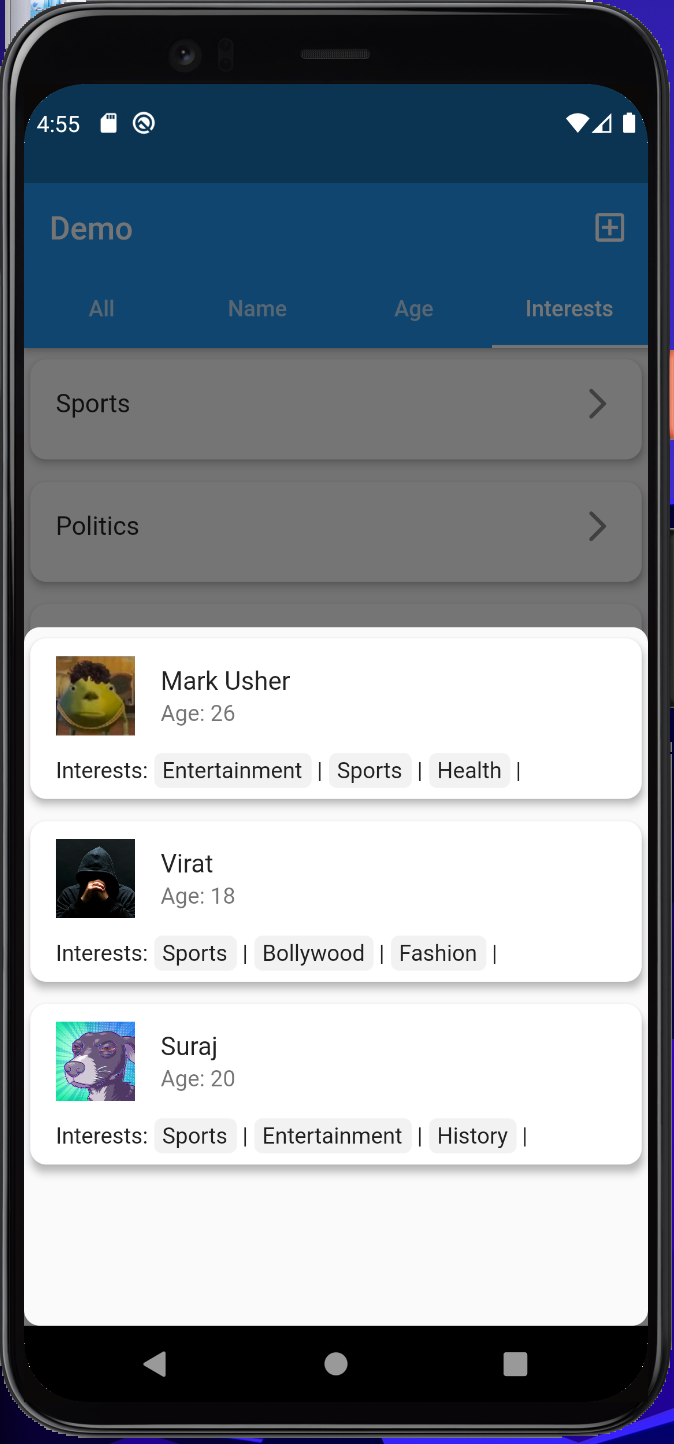 4:55
Demo
All Name Age Interests
Sports
Politics
Mark Usher
Age: 26
Interests: Entertainment | Sports | Health |
Virat
Age: 18
Interests: Sports | Bollywood | Fashion |
Suraj
Age: 20
Interests: Sports | Entertainment | History |